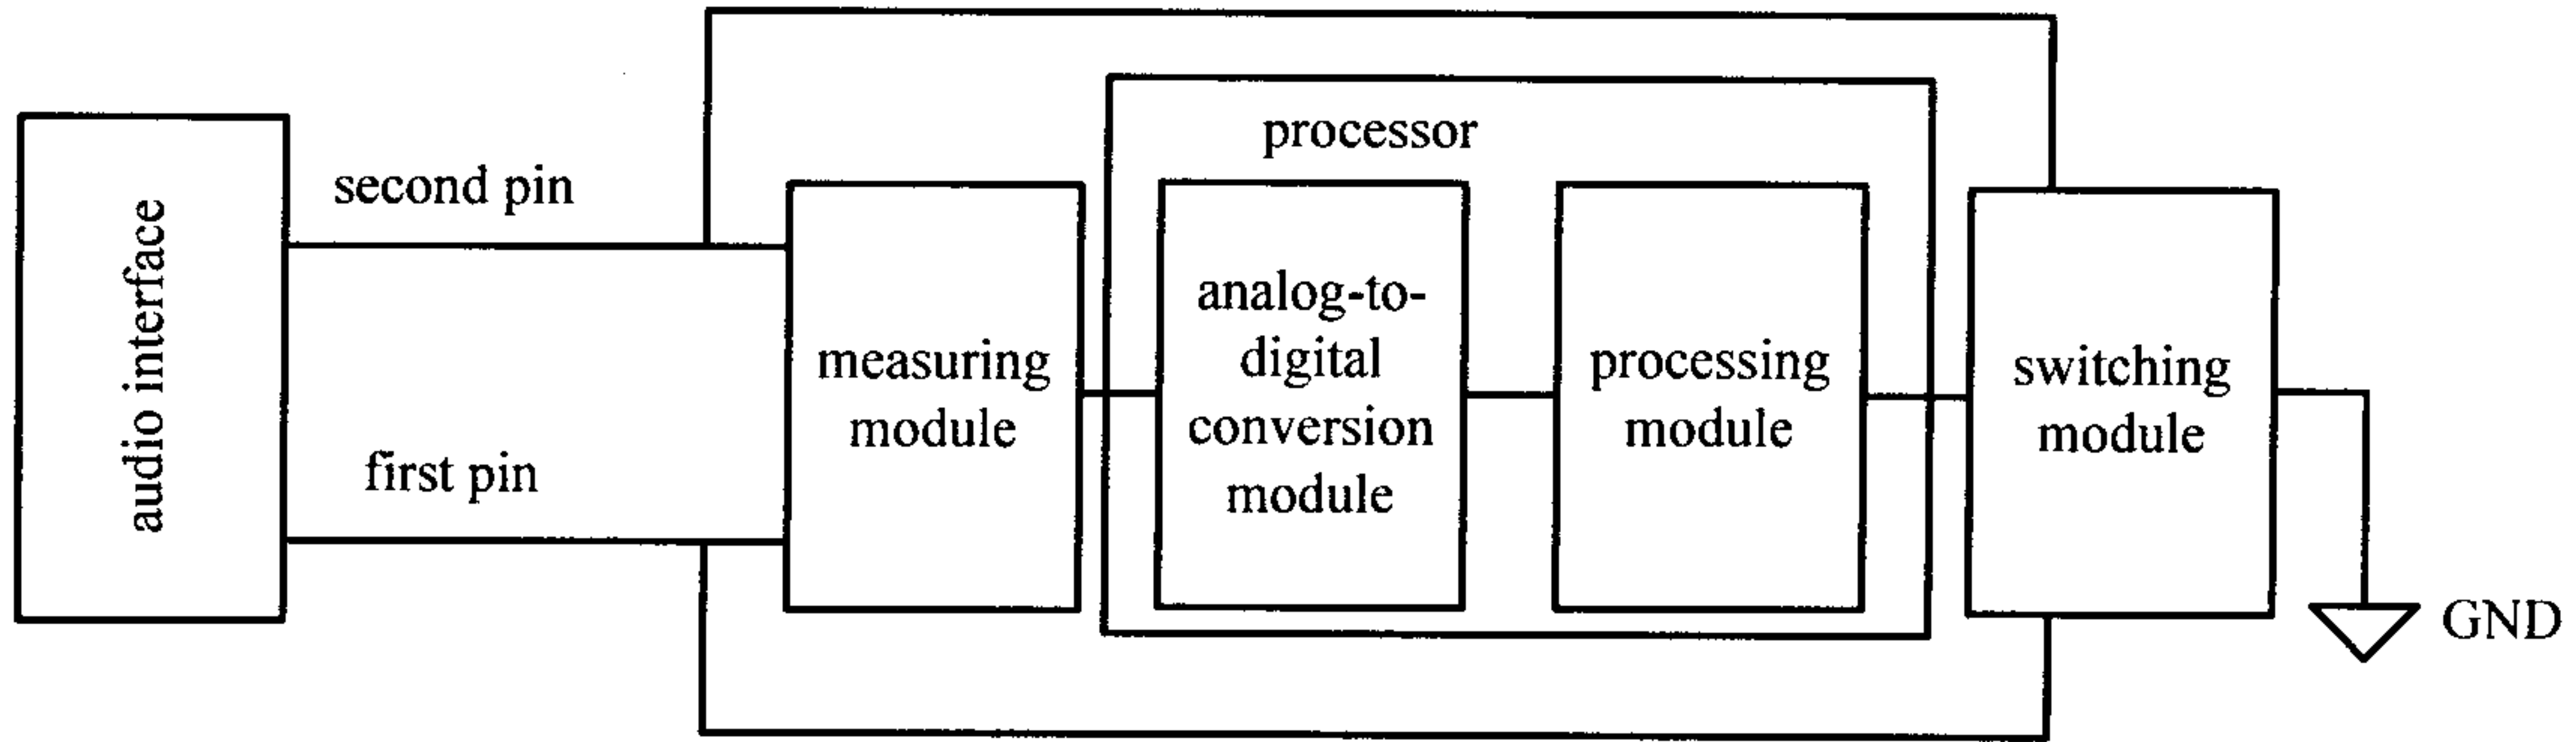 audio interface
second pin
first pin
processor
measuring
module
analog-to-
digital
conversion
module
processing
module
switching
module
GND